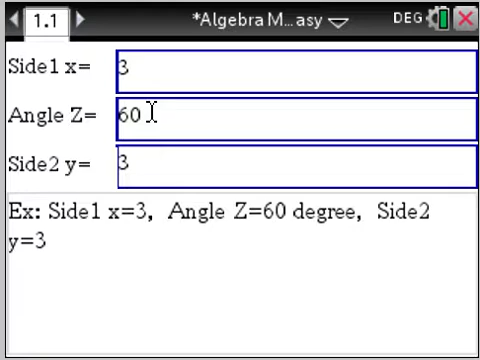 1.1
*Algebra M...asy
DEG
Side1 x=
3
Angle Z=
60
Side2 y=
3
Ex: Side1 x=3, Angle Z=60 degree, Side2
y=3